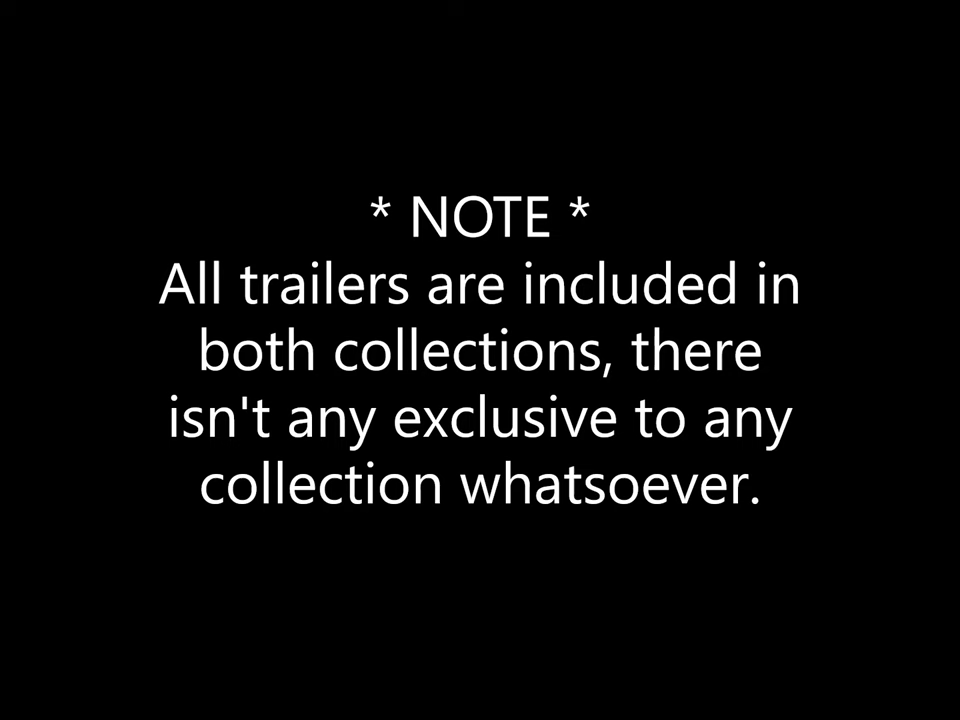 * NOTE *
All trailers are included in
both collections, there
isn't any exclusive to any
collection whatsoever.